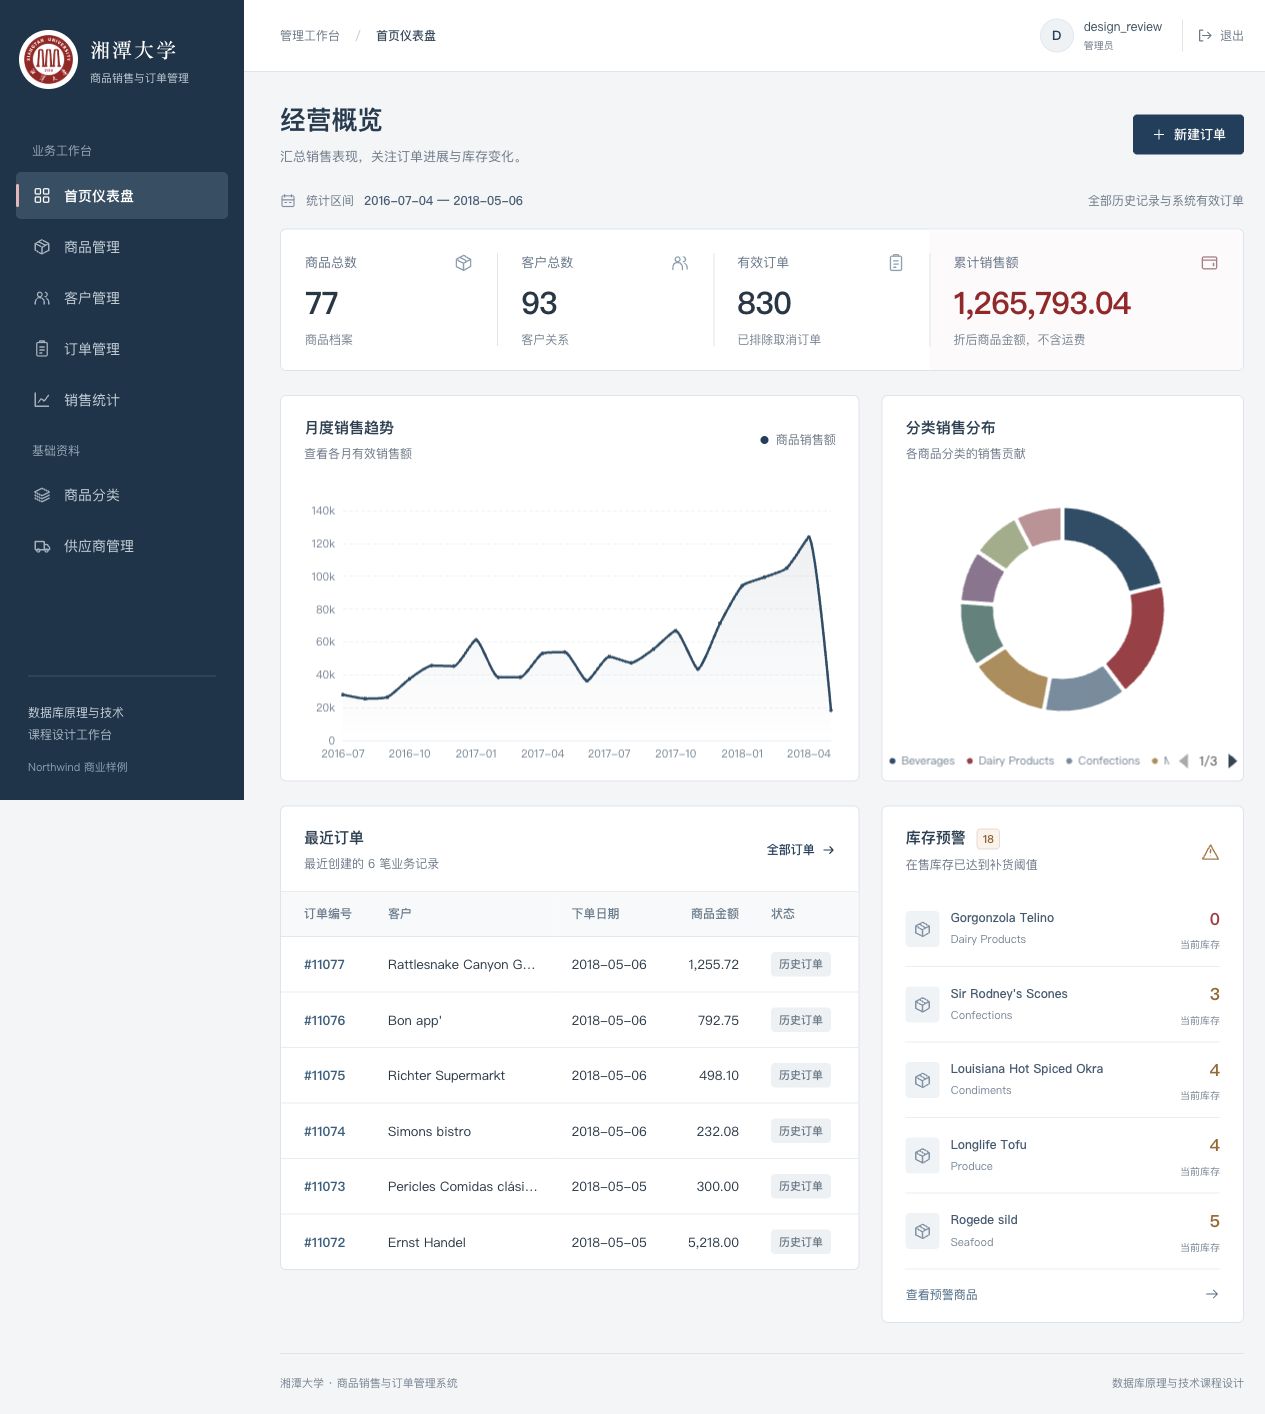 湘潭大学
商品销售与订单管理
业务工作台
首页仪表盘
商品管理
客户管理
订单管理
销售统计
基础资料
商品分类
供应商管理
数据库原理与技术
课程设计工作台
Northwind 商业样例
管理工作台 / 首页仪表盘
D
design_review
管理员
退出
经营概览
汇总销售表现，关注订单进展与库存变化。
新建订单
统计区间 2016-07-04 — 2018-05-06
全部历史记录与系统有效订单
商品总数
77
商品档案
客户总数
93
客户关系
有效订单
830
已排除取消订单
累计销售额
1,265,793.04
折后商品金额，不含运费
月度销售趋势
查看各月有效销售额
商品销售额
140k
120k
100k
80k
60k
40k
20k
0
2016-07 2016-10 2017-01 2017-04 2017-07 2017-10 2018-01 2018-04
分类销售分布
各商品分类的销售贡献
Beverages Dairy Products Confections 1/3
最近订单
最近创建的 6 笔业务记录
全部订单
订单编号 客户 下单日期 商品金额 状态
#11077 Rattlesnake Canyon G... 2018-05-06 1,255.72 历史订单
#11076 Bon app' 2018-05-06 792.75 历史订单
#11075 Richter Supermarkt 2018-05-06 498.10 历史订单
#11074 Simons bistro 2018-05-06 232.08 历史订单
#11073 Pericles Comidas clási... 2018-05-05 300.00 历史订单
#11072 Ernst Handel 2018-05-05 5,218.00 历史订单
库存预警 18
在售库存已达到补货阈值
Gorgonzola Telino 0
Dairy Products 当前库存
Sir Rodney's Scones 3
Confections 当前库存
Louisiana Hot Spiced Okra 4
Condiments 当前库存
Longlife Tofu 4
Produce 当前库存
Rogede sild 5
Seafood 当前库存
查看预警商品
湘潭大学 · 商品销售与订单管理系统
数据库原理与技术课程设计